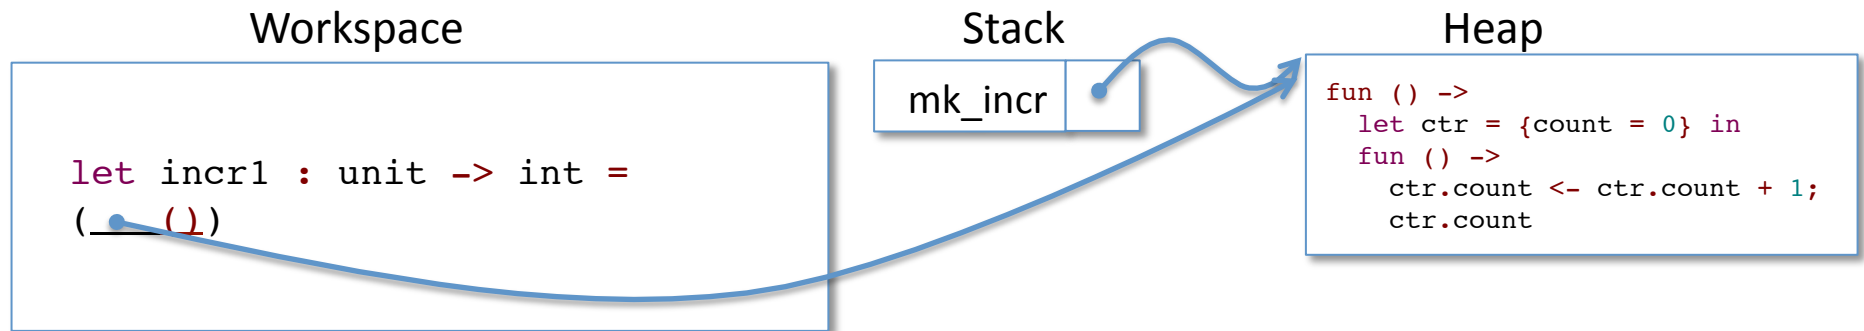 Workspace
Stack
Heap
let incr1 : unit -> int =
(    ())
mk_incr
fun () ->
let ctr = {count = 0} in
fun () ->
ctr.count <- ctr.count + 1;
ctr.count